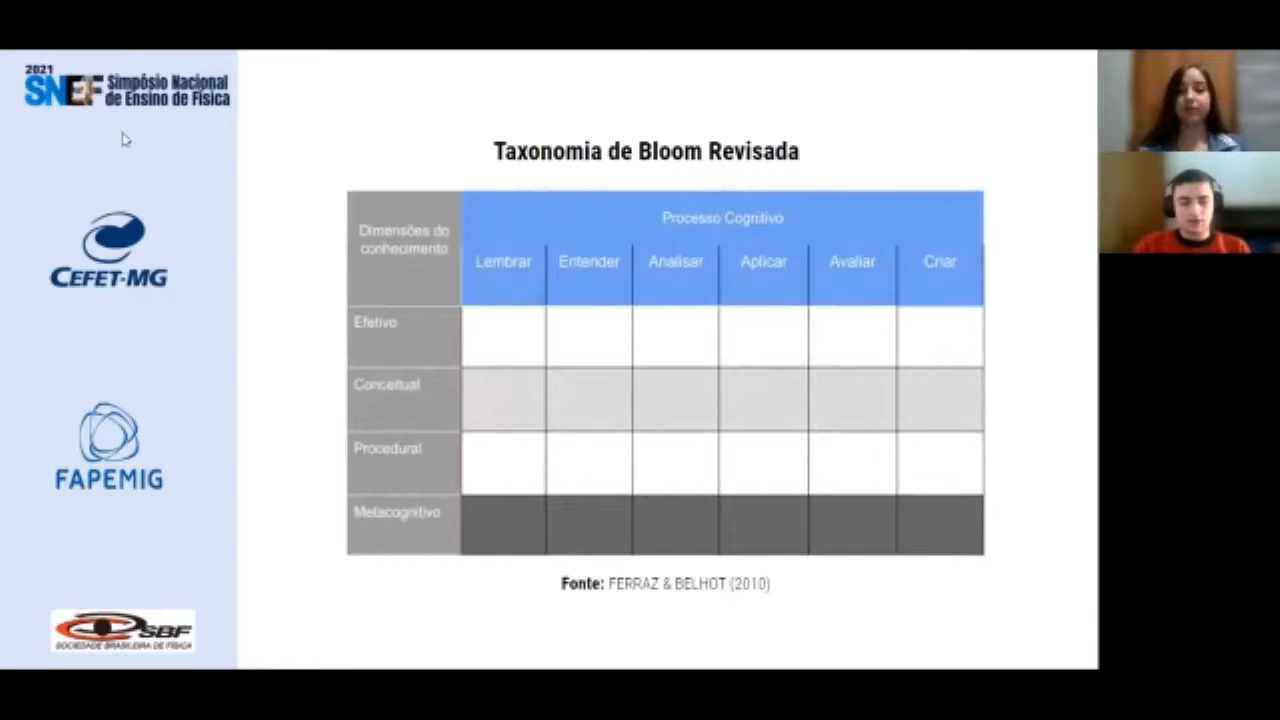 2021
SNEF Simpósio Nacional
de Ensino de Física
CEFET-MG
FAPEMIG
SBF
SOCIEDADE BRASILEIRA DE FÍSICA
Taxonomia de Bloom Revisada
Dimensões do
conhecimento
Processo Cognitivo
Lembrar Entender Analisar Aplicar Avaliar Criar
Efetivo
Conceitual
Procedural
Metacognitivo
Fonte: FERRAZ & BELHOT (2010)